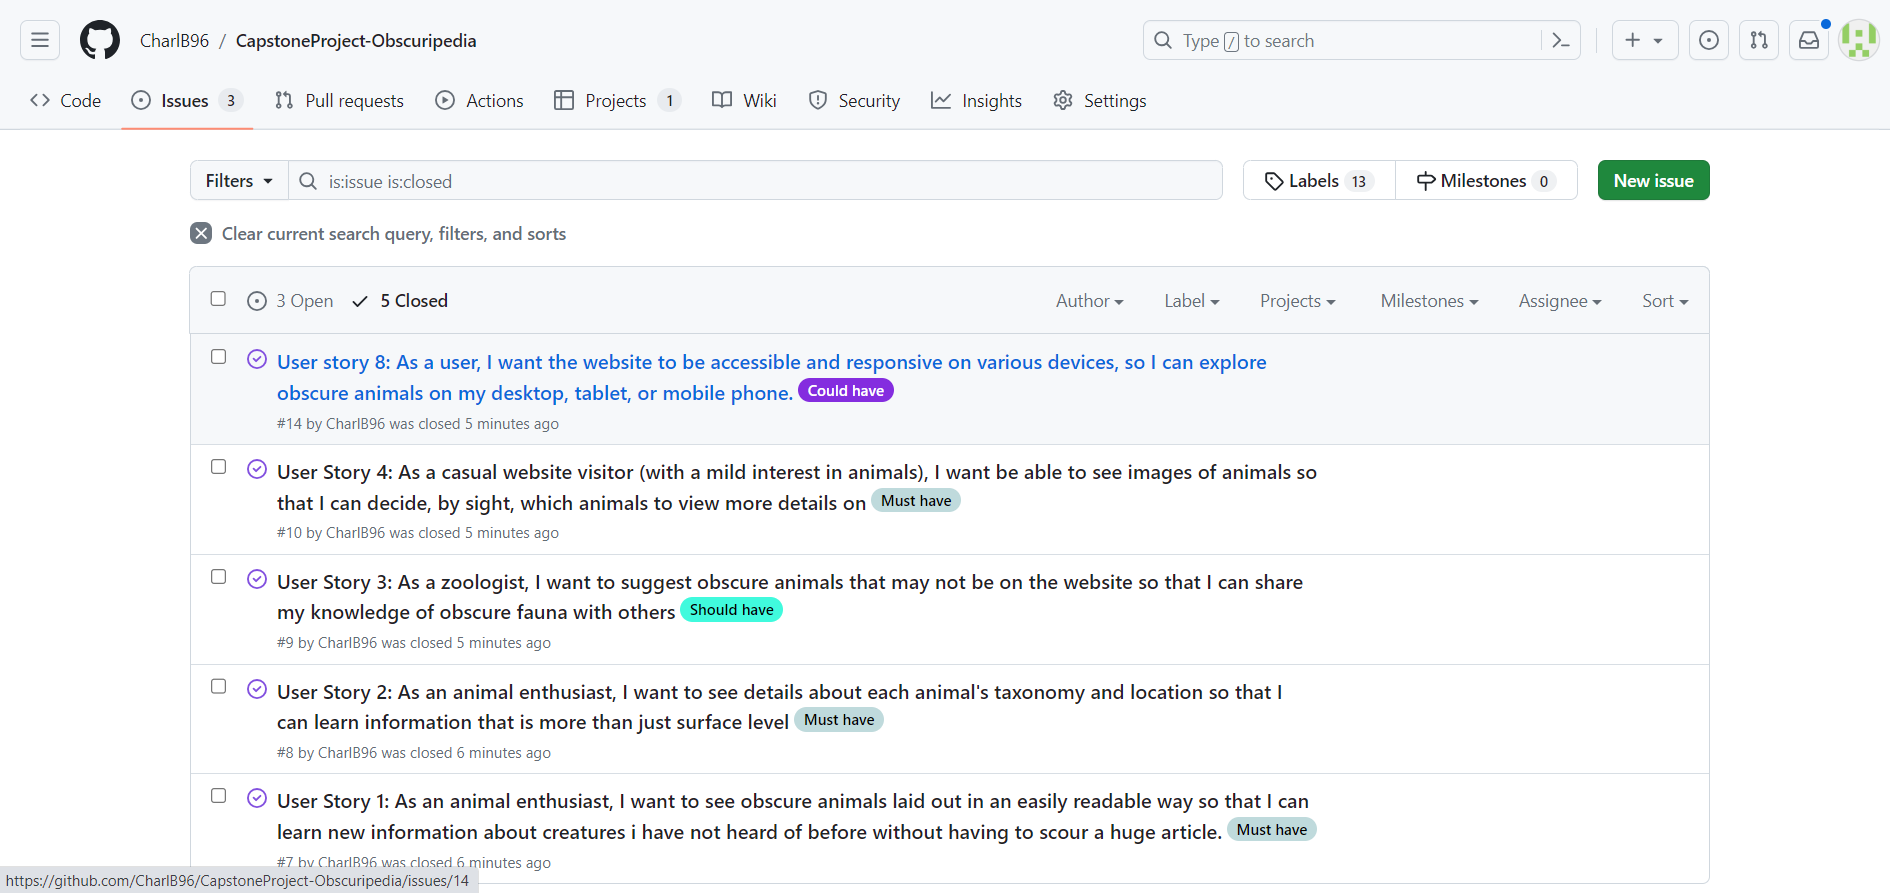 CharlB96 / CapstoneProject-Obscuripedia
Type / to search
Code
Issues 3
Pull requests
Actions
Projects 1
Wiki
Security
Insights
Settings
Filters
is:issue is:closed
Labels 13
Milestones 0
New issue
Clear current search query, filters, and sorts
3 Open
5 Closed
Author
Label
Projects
Milestones
Assignee
Sort
User story 8: As a user, I want the website to be accessible and responsive on various devices, so I can explore
obscure animals on my desktop, tablet, or mobile phone. Could have
#14 by CharlB96 was closed 5 minutes ago
User Story 4: As a casual website visitor (with a mild interest in animals), I want be able to see images of animals so
that I can decide, by sight, which animals to view more details on Must have
#10 by CharlB96 was closed 5 minutes ago
User Story 3: As a zoologist, I want to suggest obscure animals that may not be on the website so that I can share
my knowledge of obscure fauna with others Should have
#9 by CharlB96 was closed 5 minutes ago
User Story 2: As an animal enthusiast, I want to see details about each animal's taxonomy and location so that I
can learn information that is more than just surface level Must have
#8 by CharlB96 was closed 6 minutes ago
User Story 1: As an animal enthusiast, I want to see obscure animals laid out in an easily readable way so that I can
learn new information about creatures i have not heard of before without having to scour a huge article. Must have
#7 by CharlB96 was closed 6 minutes ago
https://github.com/CharlB96/CapstoneProject-Obscuripedia/issues/14